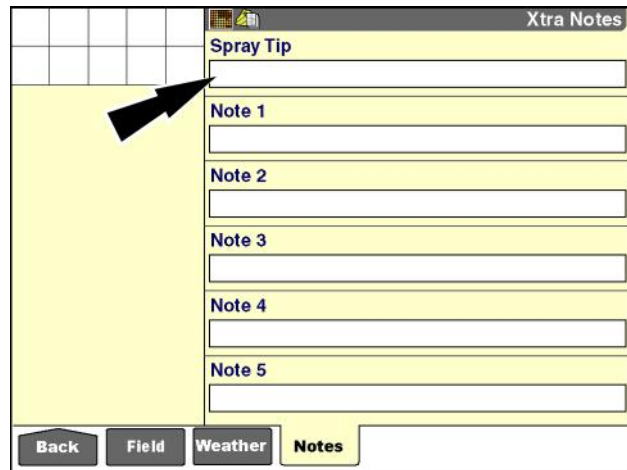 Xtra Notes
Spray Tip
Note 1
Note 2
Note 3
Note 4
Note 5
Back Field Weather Notes